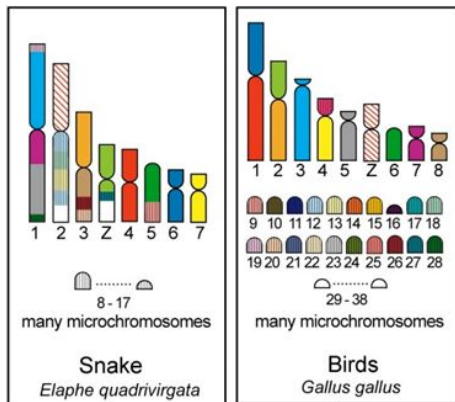 1 2 3 Z 4 5 6 7
8 - 17
many microchromosomes
Snake
Elaphe quadrivirgata
1 2 3 4 5 Z 6 7 8
9 10 11 12 13 14 15 16 17 18
19 20 21 22 23 24 25 26 27 28
29 - 38
many microchromosomes
Birds
Gallus gallus